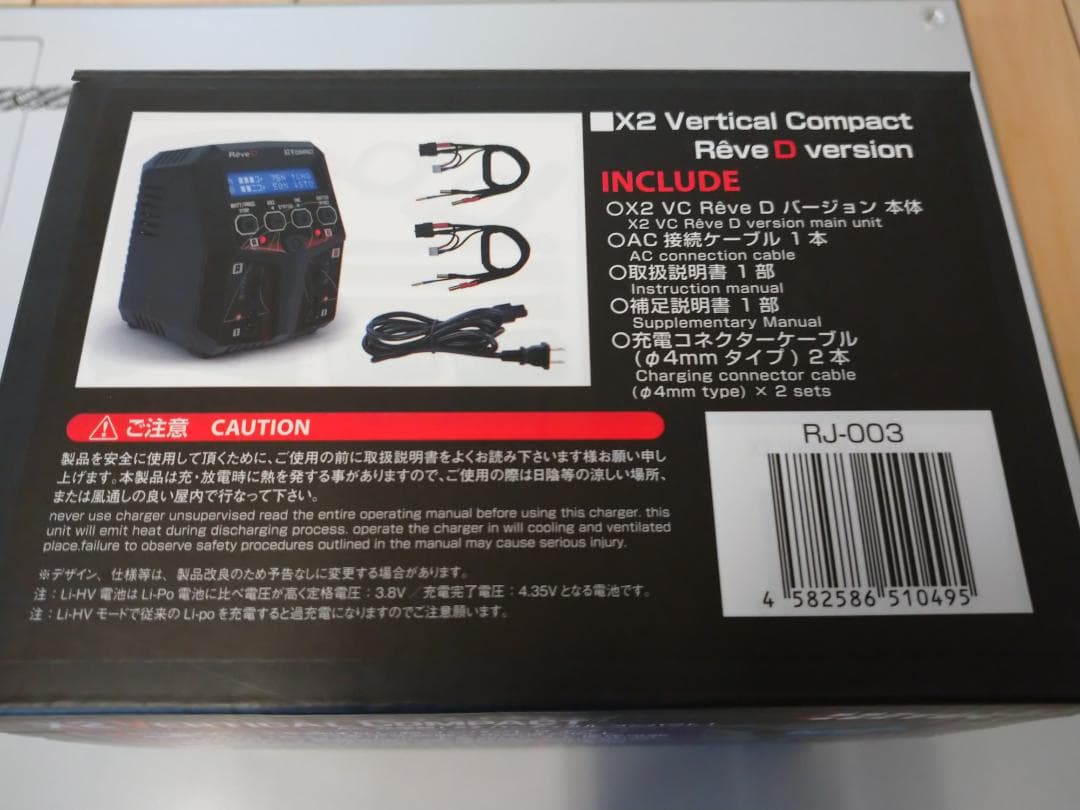 ■X2 Vertical Compact
Rêve D version
INCLUDE
○X2 VC Rêve D バージョン 本体
X2 VC Rêve D version main unit
○AC 接続ケーブル 1 本
AC connection cable
○取扱説明書 1 部
Instruction manual
○補足説明書 1 部
Supplementary Manual
○充電コネクターケーブル
(φ4mm タイプ) 2 本
Charging connector cable
(φ4mm type) × 2 sets
RêveD
ご注意 CAUTION
製品を安全に使用して頂くために、ご使用の前に取扱説明書をよくお読み下さいます様お願い申し
上げます。本製品は充・放電時に熱を発する事がありますので、ご使用の際は日陰等の涼しい場所、
または風通しの良い屋内で行なって下さい。
never use charger unsupervised read the entire operating manual before using this charger. this
unit will emit heat during discharging process. operate the charger in will cooling and ventilated
place.failure to observe safety procedures outlined in the manual may cause serious injury.
※デザイン、仕様等は、製品改良のため予告なしに変更する場合があります。
注：Li-HV 電池は Li-Po 電池に比べ電圧が高く定格電圧：3.8V／充電完了電圧：4.35Vとなる電池です。
注：Li-HV モードで従来の Li-po を充電すると過充電になりますのでご注意願います。
RJ-003
4 582586 510495
X2 VERTICAL COMPACT